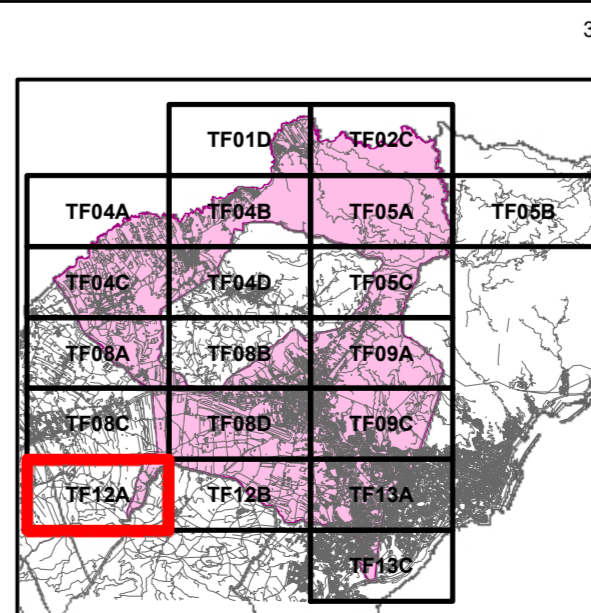 3
TF01D TF02C
TF04A TF04B TF05A TF05B
TF04C TF04D TF05C
TF08A TF08B TF09A
TF08C TF08D TF09C
TF12A TF12B TF13A
TF13C